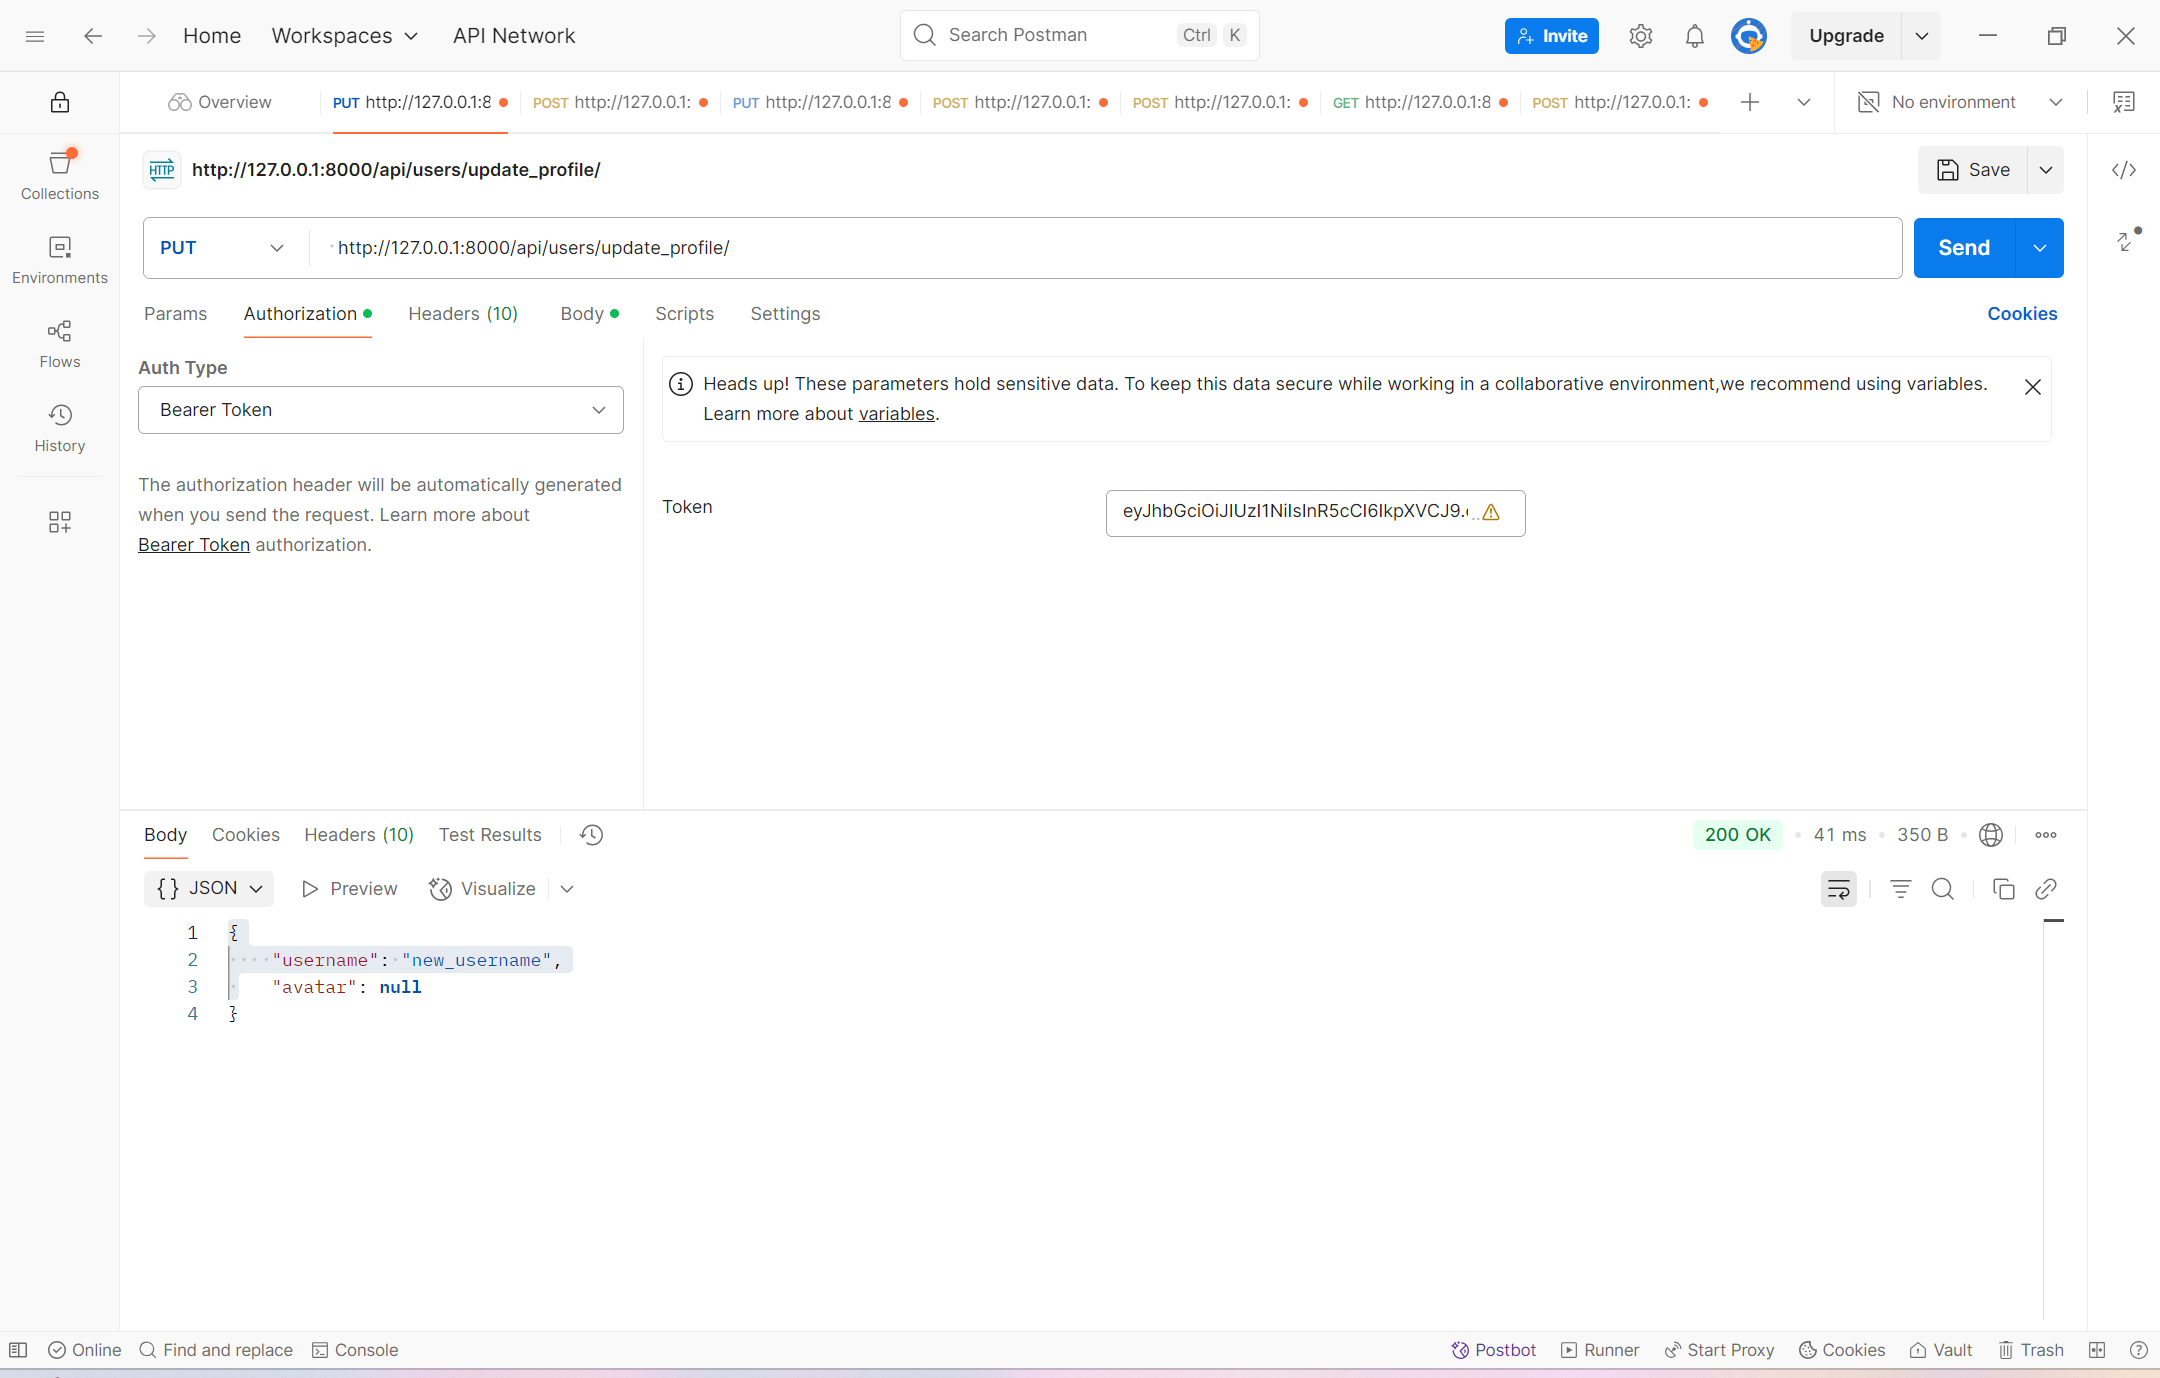 Home Workspaces API Network Search Postman Ctrl K Invite Upgrade
Overview PUT http://127.0.0.1:8 POST http://127.0.0.1: PUT http://127.0.0.1:8 POST http://127.0.0.1: POST http://127.0.0.1: GET http://127.0.0.1:8 POST http://127.0.0.1: No environment
Collections
Environments
Flows
History
HTTP http://127.0.0.1:8000/api/users/update_profile/ Save
PUT http://127.0.0.1:8000/api/users/update_profile/ Send
Params Authorization Headers (10) Body Scripts Settings Cookies
Auth Type
Bearer Token
The authorization header will be automatically generated
when you send the request. Learn more about
Bearer Token authorization.
Heads up! These parameters hold sensitive data. To keep this data secure while working in a collaborative environment,we recommend using variables.
Learn more about variables.
Token eyJhbGciOiJIUzI1NiIsInR5cCI6IkpXVCJ9.
Body Cookies Headers (10) Test Results 200 OK 41 ms 350 B
{} JSON Preview Visualize
1 {
2 "username": "new_username",
3 "avatar": null
4 }
Online Find and replace Console Postbot Runner Start Proxy Cookies Vault Trash